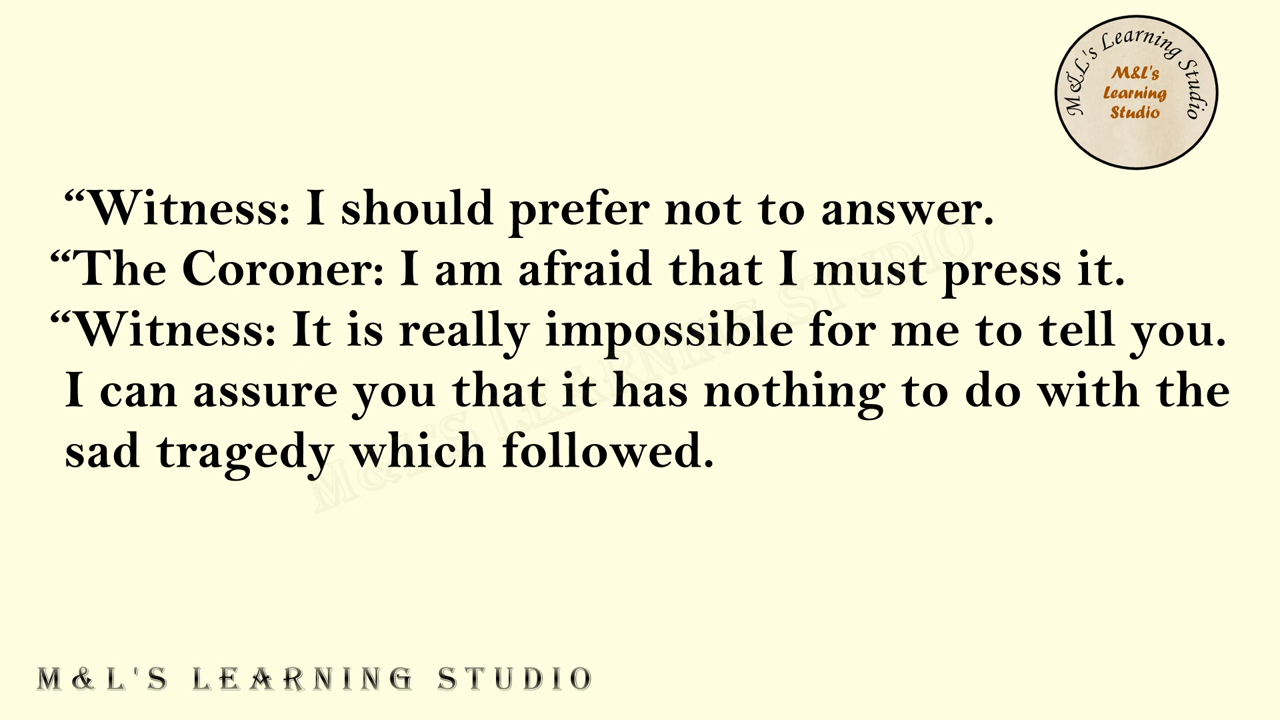 M&L's Learning Studio
M&L's
Learning
Studio
“Witness: I should prefer not to answer.
“The Coroner: I am afraid that I must press it.
“Witness: It is really impossible for me to tell you.
I can assure you that it has nothing to do with the
sad tragedy which followed.
M&L'S LEARNING STUDIO
M&L'S LEARNING STUDIO